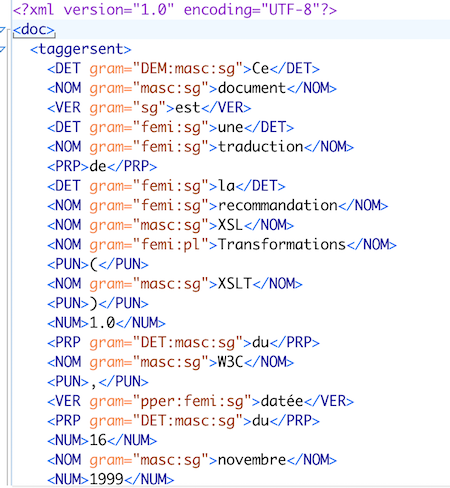 <?xml version="1.0" encoding="UTF-8"?>
<doc>
<taggersent>
<DET gram="DEM:masc:sg">Ce</DET>
<NOM gram="masc:sg">document</NOM>
<VER gram="sg">est</VER>
<DET gram="femi:sg">une</DET>
<NOM gram="femi:sg">traduction</NOM>
<PRP>de</PRP>
<DET gram="femi:sg">la</DET>
<NOM gram="femi:sg">recommandation</NOM>
<NOM gram="masc:sg">XSL</NOM>
<NOM gram="femi:pl">Transformations</NOM>
<PUN>(</PUN>
<NOM gram="masc:sg">XSLT</NOM>
<PUN>)</PUN>
<NUM>1.0</NUM>
<PRP gram="DET:masc:sg">du</PRP>
<NOM gram="masc:sg">W3C</NOM>
<PUN>,</PUN>
<VER gram="pper:femi:sg">datée</VER>
<PRP gram="DET:masc:sg">du</PRP>
<NUM>16</NUM>
<NOM gram="masc:sg">novembre</NOM>
<NUM>1999</NUM>